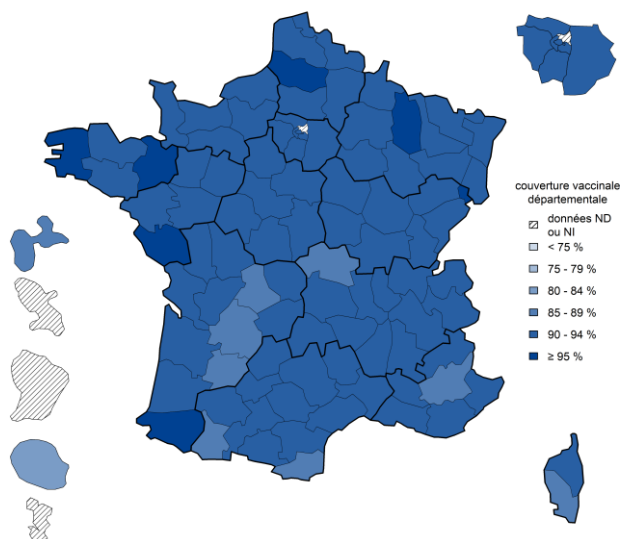 couverture vaccinale
départementale
données ND
ou NI
< 75 %
75 - 79 %
80 - 84 %
85 - 89 %
90 - 94 %
≥ 95 %